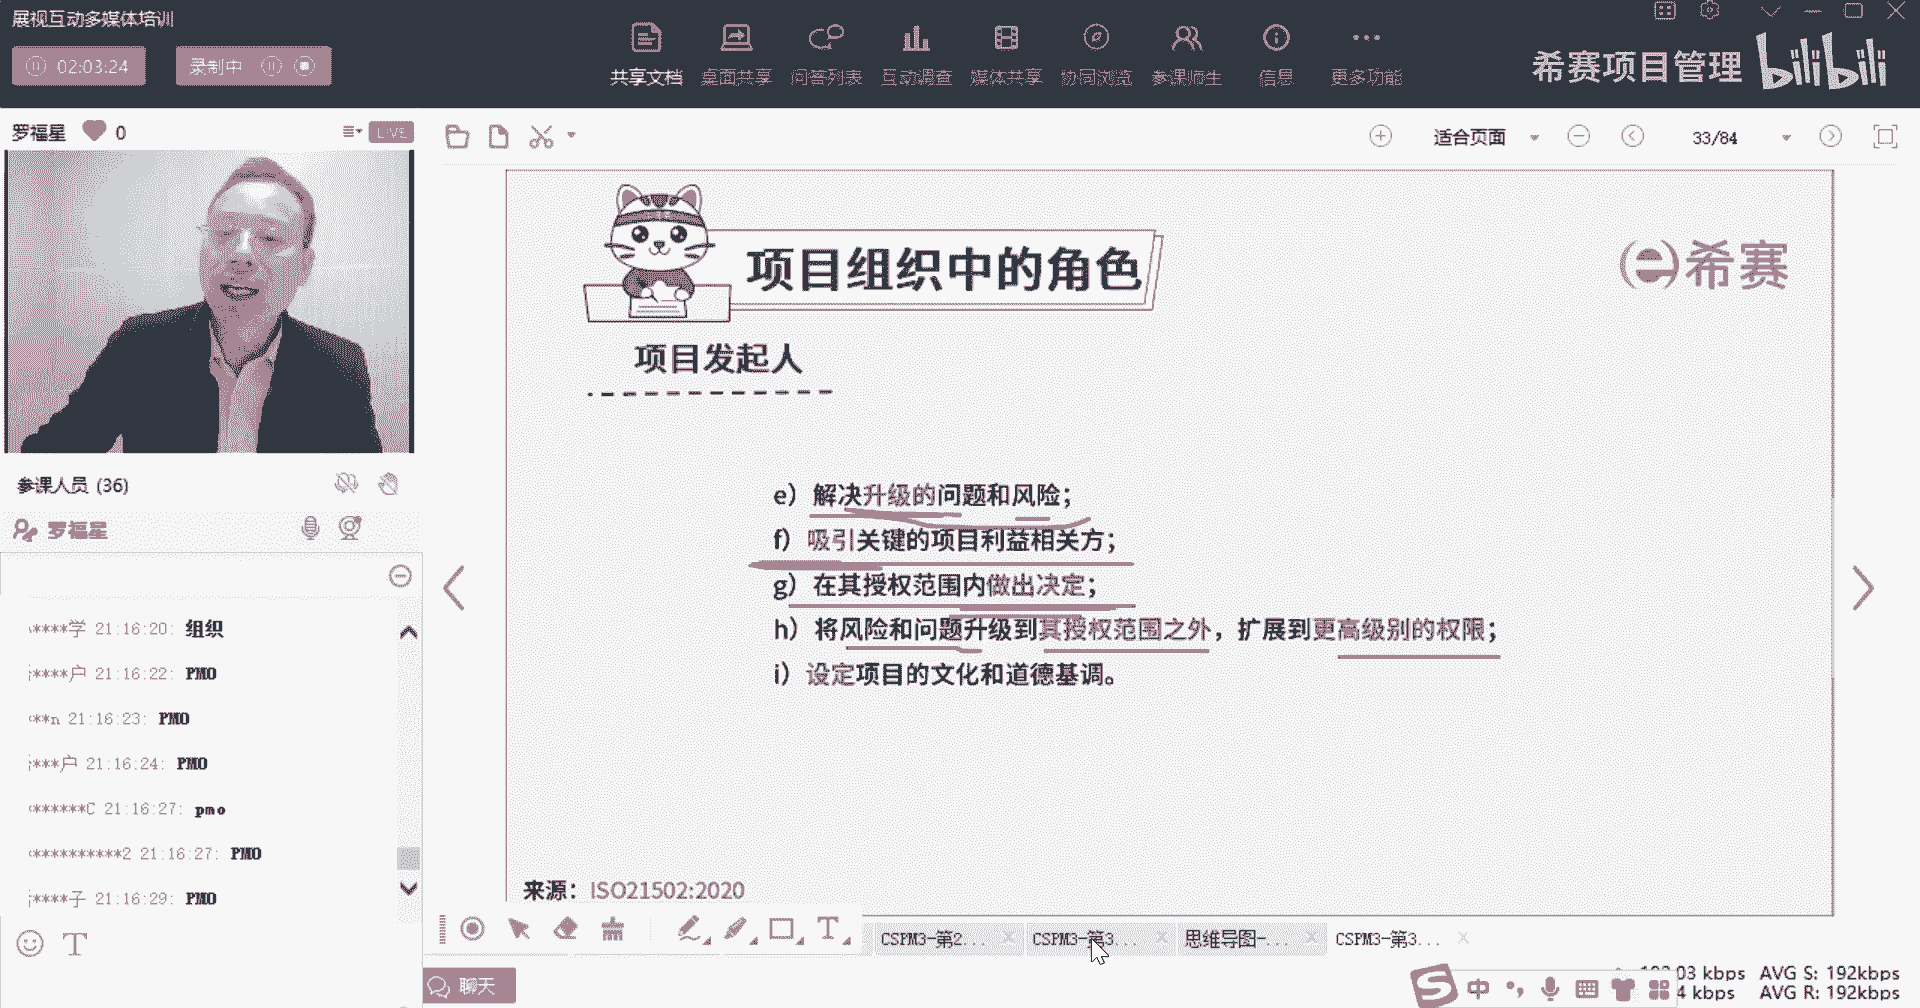 展视互动多媒体培训
02:03:24
录制中
共享文档 桌面共享 问答列表 互动调查 媒体共享 协同浏览 参课师生 信息 更多功能
希赛项目管理 bilibili
罗福星 0 LIVE
适合页面 33/84
项目组织中的角色
希赛
项目发起人
e）解决升级的问题和风险；
f）吸引关键的项目利益相关方；
g）在其授权范围内做出决定；
h）将风险和问题升级到其授权范围之外，扩展到更高级别的权限；
i）设定项目的文化和道德基调。
来源：ISO21502:2020
参课人员 (36)
罗福星
****学 21:16:20: 组织
****户 21:16:22: PMO
**n 21:16:23: PMO
***户 21:16:24: PMO
******C 21:16:27: pmo
**********2 21:16:27: PMO
****子 21:16:29: PMO
T
CSPM3-第2... CSPM3-第3... 思维导图-... CSPM3-第3...
聊天
中
03 kbps AVG S: 192kbps
4 kbps AVG R: 192kbps